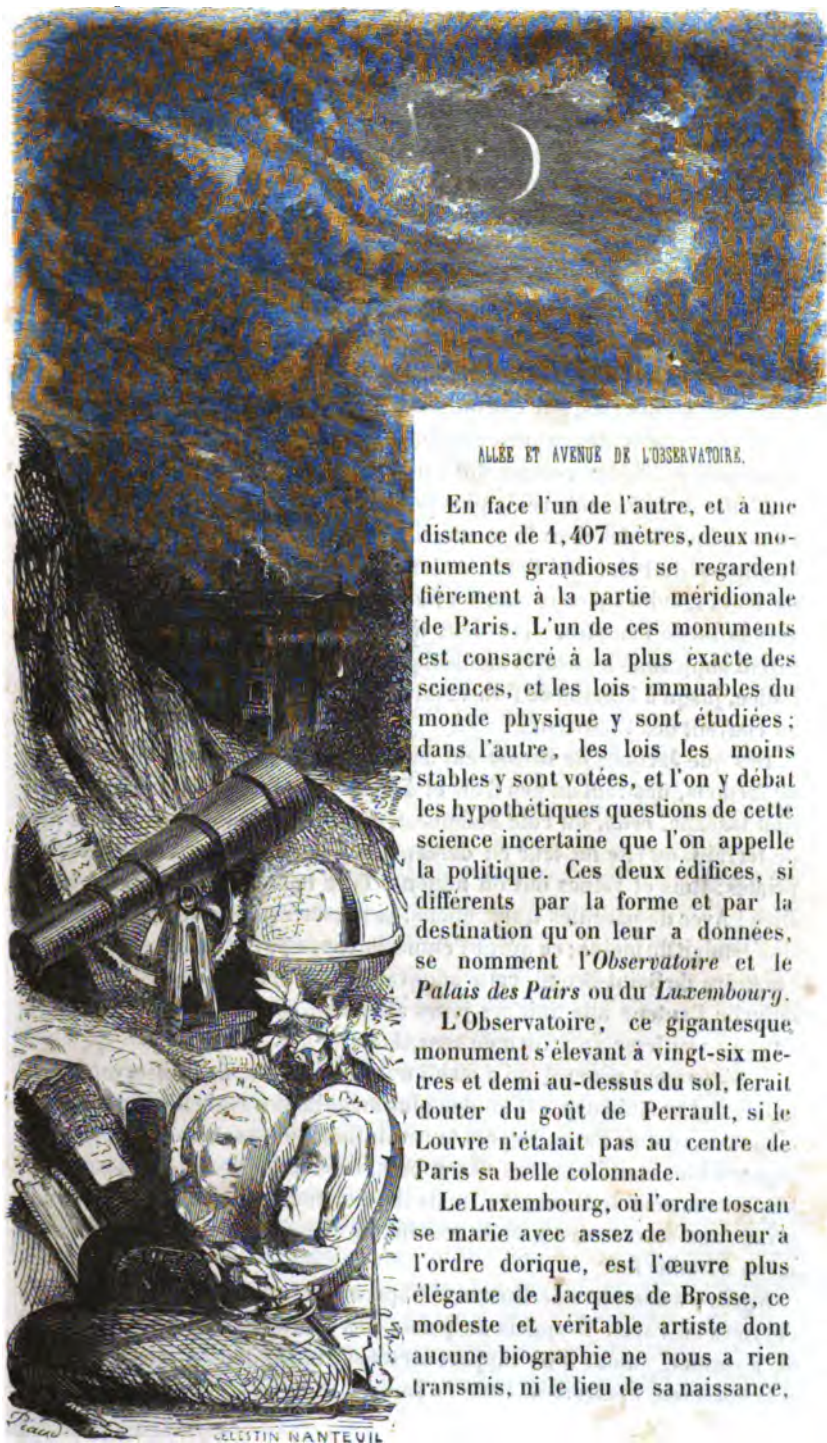 ALLÉE ET AVENUE DE L'OBSERVATOIRE.
En face l'un de l'autre, et à une
distance de 1,407 mètres, deux mo-
numents grandioses se regardent
fièrement à la partie méridionale
de Paris. L'un de ces monuments
est consacré à la plus exacte des
sciences, et les lois immuables du
monde physique y sont étudiées;
dans l'autre, les lois les moins
stables y sont votées, et l'on y débat
les hypothétiques questions de cette
science incertaine que l'on appelle
la politique. Ces deux édifices, si
différents par la forme et par la
destination qu'on leur a données,
se nomment l'Observatoire et le
Palais des Pairs ou du Luxembourg.
L'Observatoire, ce gigantesque
monument s'élevant à vingt-six mè-
tres et demi au-dessus du sol, ferait
douter du goût de Perrault, si le
Louvre n'étalait pas au centre de
Paris sa belle colonnade.
Le Luxembourg, où l'ordre toscan
se marie avec assez de bonheur à
l'ordre dorique, est l'œuvre plus
élégante de Jacques de Brosse, ce
modeste et véritable artiste dont
aucune biographie ne nous a rien
transmis, ni le lieu de sa naissance,
Piaud
CELESTIN NANTEUIL